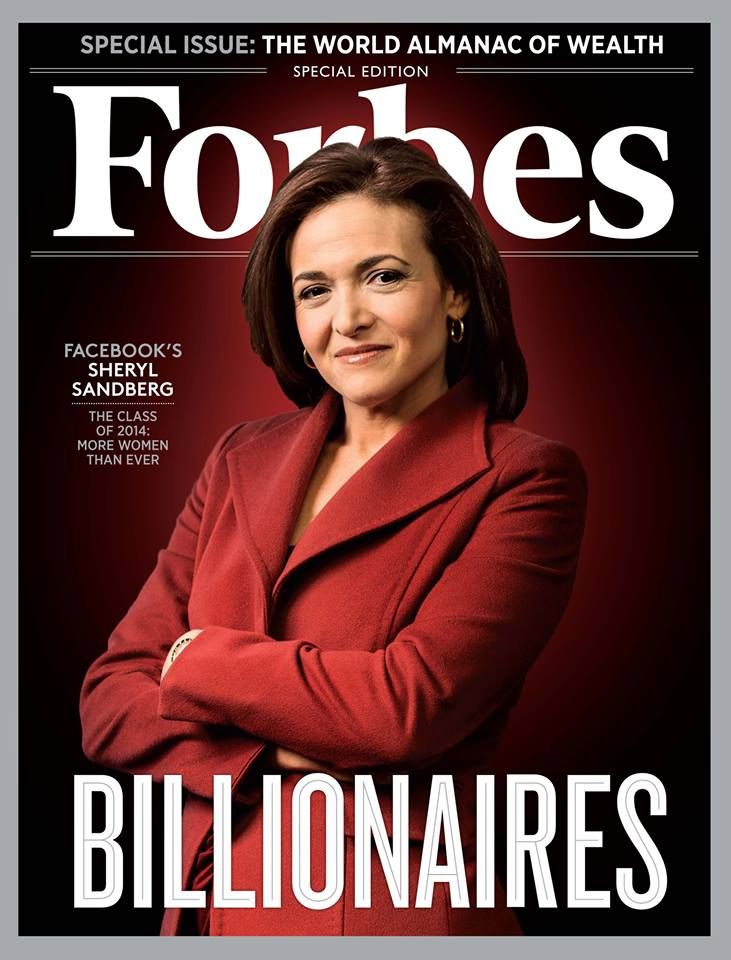 SPECIAL ISSUE: THE WORLD ALMANAC OF WEALTH
SPECIAL EDITION
Forbes
FACEBOOK'S
SHERYL
SANDBERG
THE CLASS
OF 2014:
MORE WOMEN
THAN EVER
BILLIONAIRES